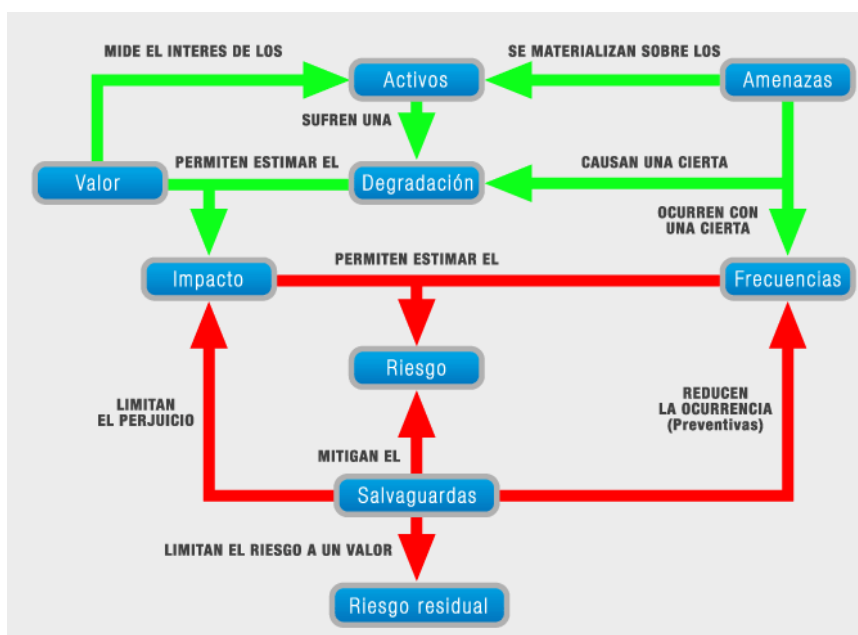 MIDE EL INTERES DE LOS
SE MATERIALIZAN SOBRE LOS
Activos
Amenazas
SUFREN UNA
PERMITEN ESTIMAR EL
CAUSAN UNA CIERTA
Valor
Degradación
OCURREN CON
UNA CIERTA
PERMITEN ESTIMAR EL
Impacto
Frecuencias
Riesgo
LIMITAN
EL PERJUICIO
REDUCEN
LA OCURRENCIA
(Preventivas)
MITIGAN EL
Salvaguardas
LIMITAN EL RIESGO A UN VALOR
Riesgo residual